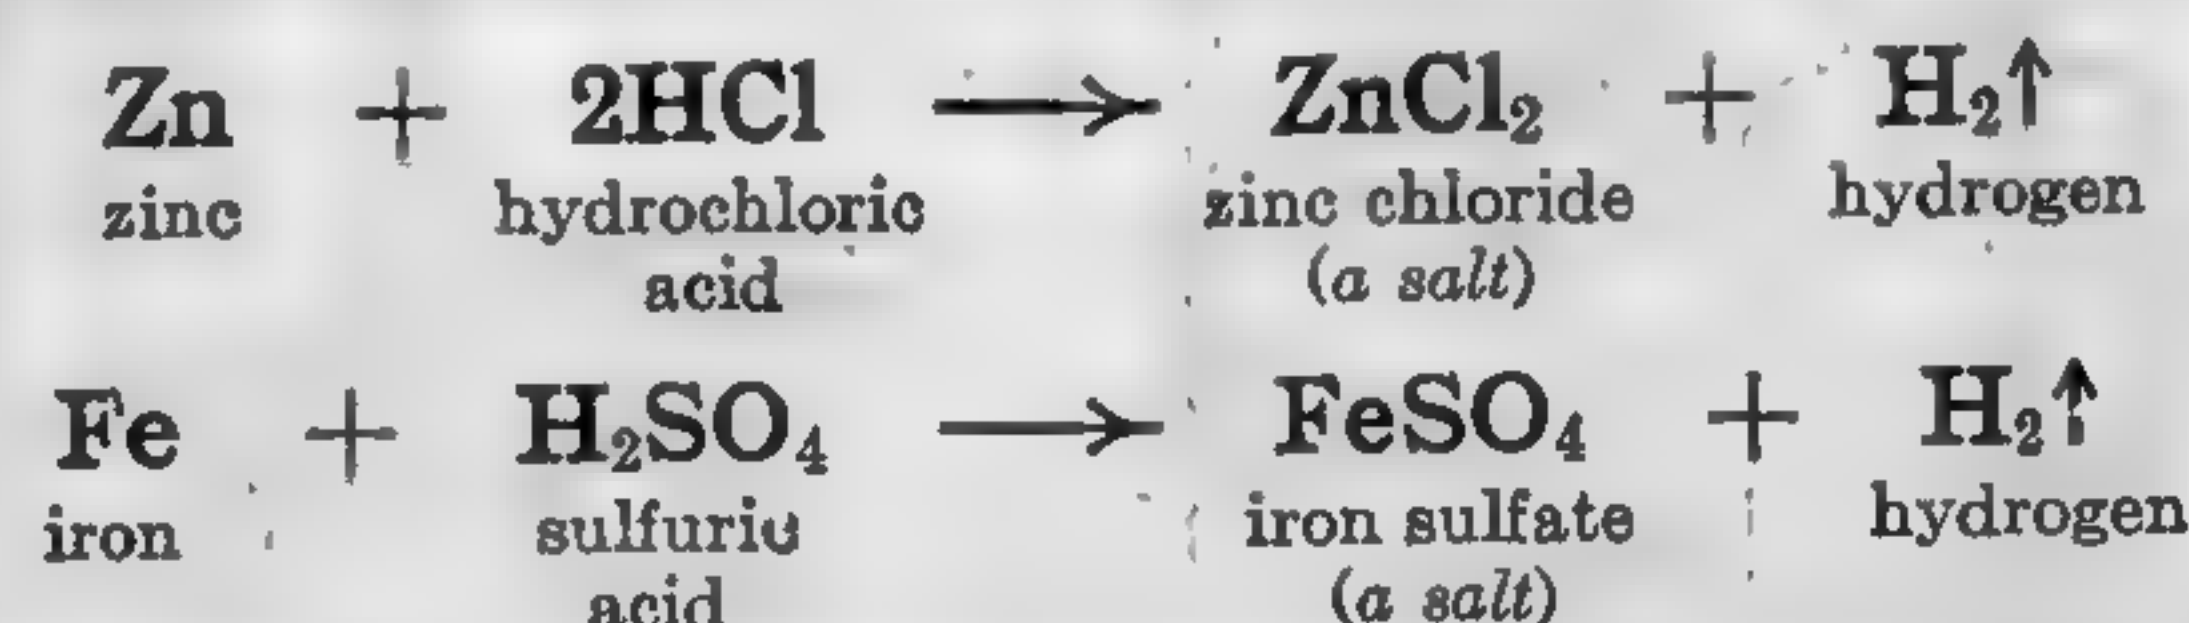 Zn + 2HCl ⟶ ZnCl₂ + H₂↑
zinc hydrochloric zinc chloride hydrogen
acid (a salt)
Fe + H₂SO₄ ⟶ FeSO₄ + H₂↑
iron sulfuric iron sulfate hydrogen
acid (a salt)